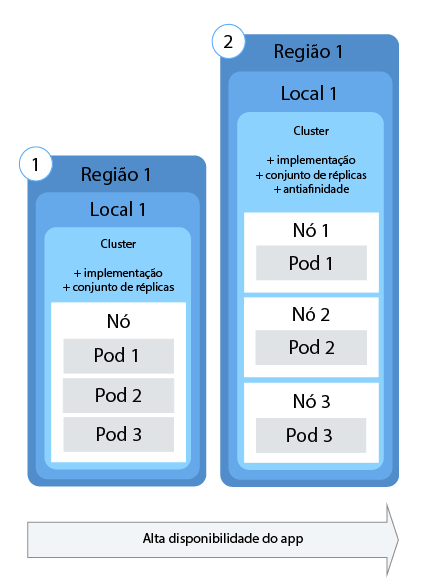 1
Região 1
Local 1
Cluster
+ implementação
+ conjunto de réplicas
Nó
Pod 1
Pod 2
Pod 3
2
Região 1
Local 1
Cluster
+ implementação
+ conjunto de réplicas
+ antiafinidade
Nó 1
Pod 1
Nó 2
Pod 2
Nó 3
Pod 3
Alta disponibilidade do app